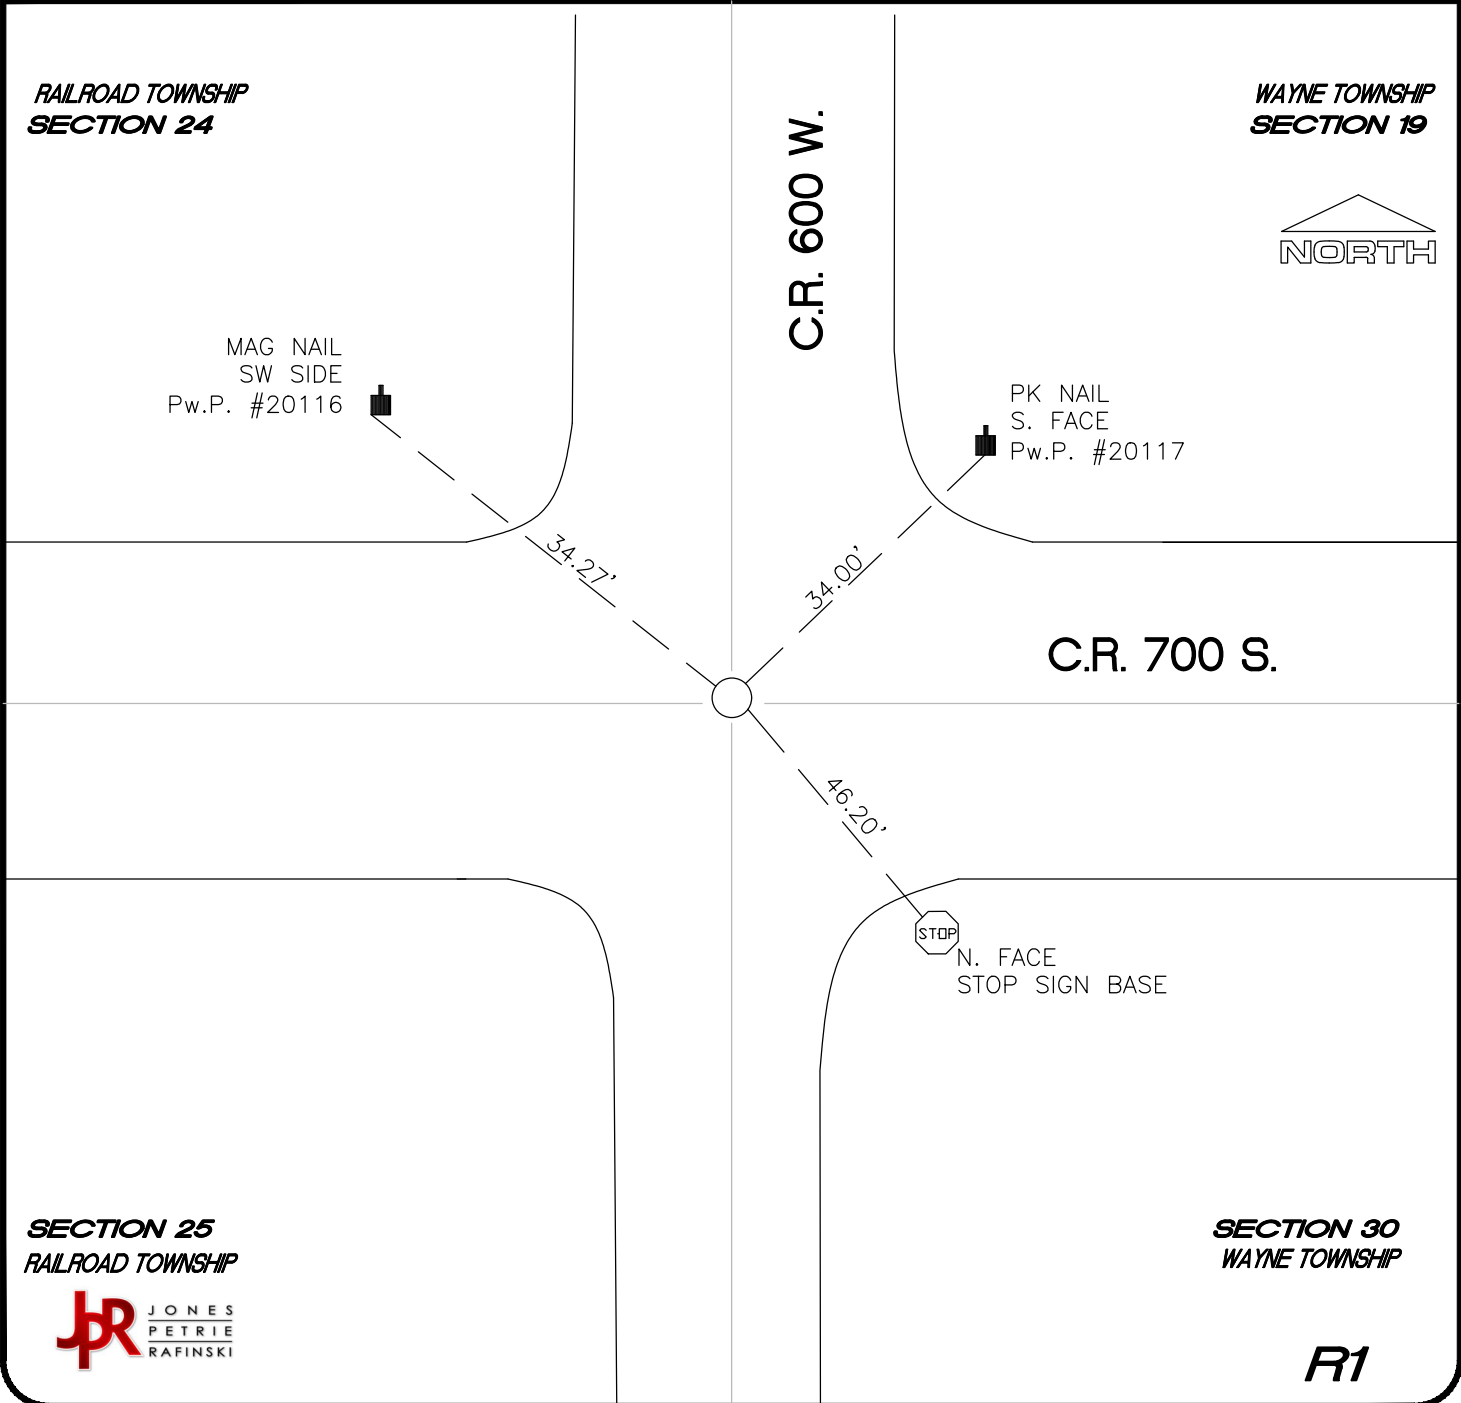 RAILROAD TOWNSHIP
SECTION 24
WAYNE TOWNSHIP
SECTION 19
NORTH
C.R. 600 W.
MAG NAIL
SW SIDE
Pw.P. #20116
PK NAIL
S. FACE
Pw.P. #20117
34.27'
34.00'
C.R. 700 S.
46.20'
STOP
N. FACE
STOP SIGN BASE
SECTION 25
RAILROAD TOWNSHIP
SECTION 30
WAYNE TOWNSHIP
JPR
JONES
PETRIE
RAFINSKI
R1